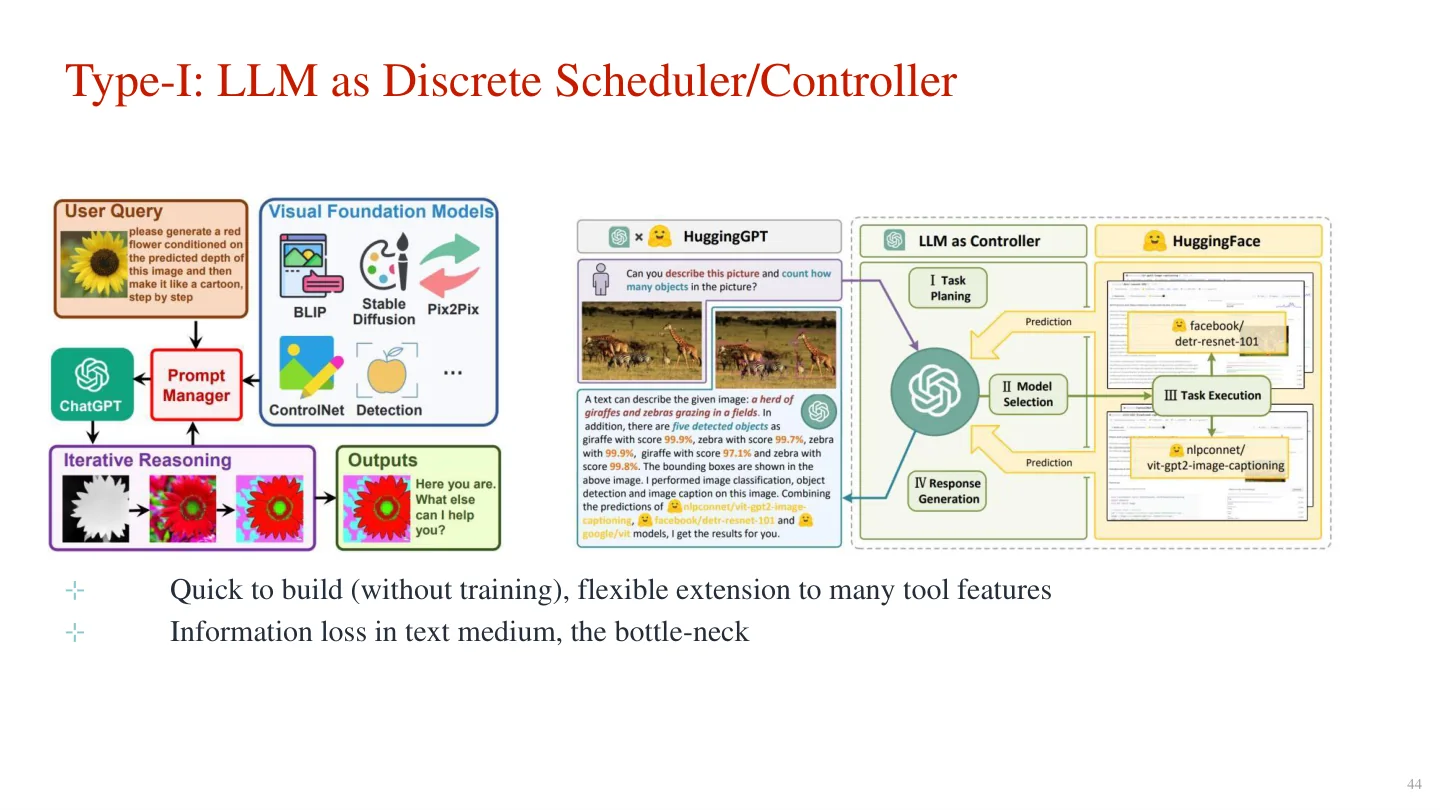 Type-I: LLM as Discrete Scheduler/Controller
User Query
please generate a red
flower conditioned on
the predicted depth of
this image and then
make it like a cartoon,
step by step
Visual Foundation Models
BLIP
Stable
Diffusion
Pix2Pix
ControlNet
Detection
...
ChatGPT
Prompt
Manager
Iterative Reasoning
Outputs
Here you are.
What else
can I help
you?
× HuggingGPT
Can you describe this picture and count how
many objects in the picture?
A text can describe the given image: a herd of
giraffes and zebras grazing in a fields. In
addition, there are five detected objects as
giraffe with score 99.9%, zebra with score 99.7%, zebra
with 99.9%, giraffe with score 97.1% and zebra with
score 99.8%. The bounding boxes are shown in the
above image. I performed image classification, object
detection and image caption on this image. Combining
the predictions of nlpconnect/vit-gpt2-image-
captioning, facebook/detr-resnet-101 and
google/vit models, I get the results for you.
LLM as Controller
I Task
Planing
II Model
Selection
IV Response
Generation
Prediction
Prediction
HuggingFace
facebook/
detr-resnet-101
III Task Execution
nlpconnet/
vit-gpt2-image-captioning
Quick to build (without training), flexible extension to many tool features
Information loss in text medium, the bottle-neck
44